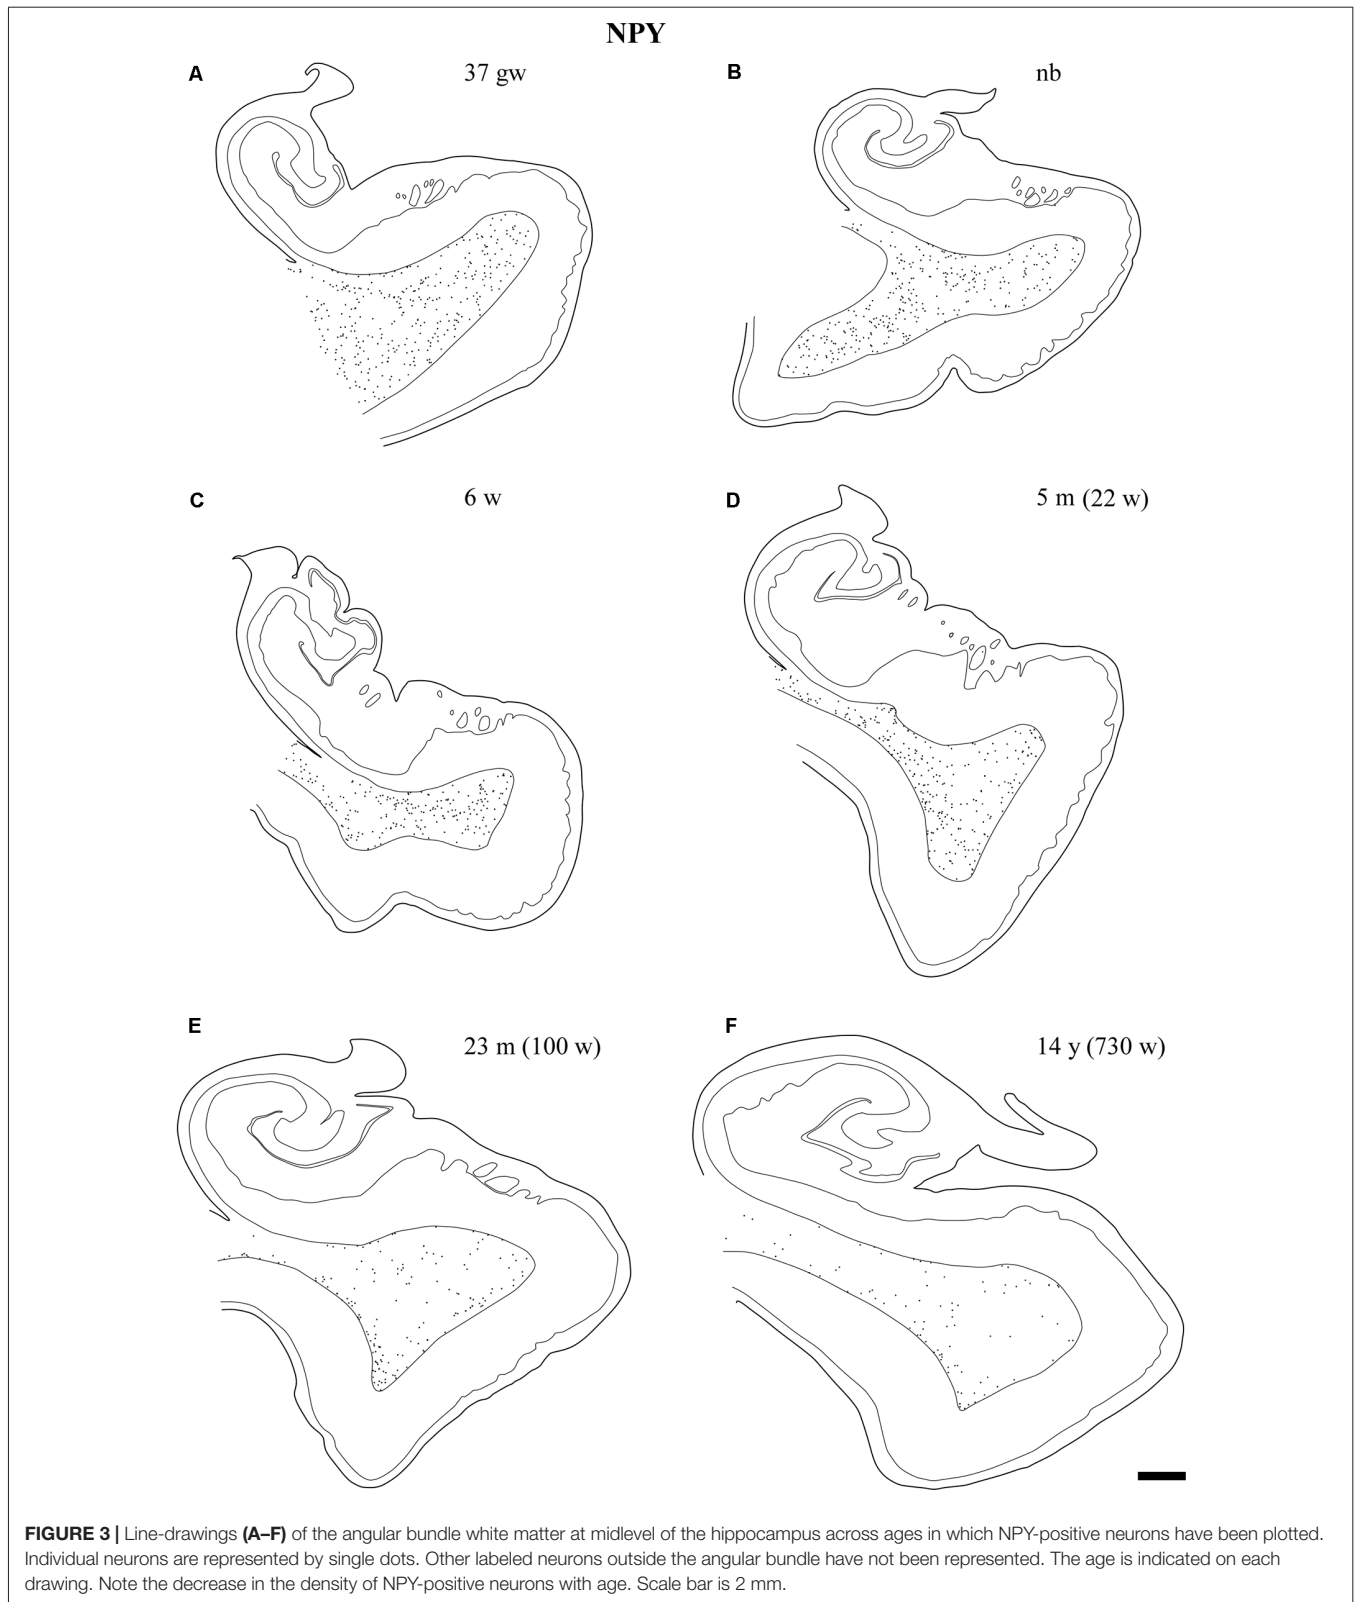 NPY
A
37 gw
B
nb
C
6 w
D
5 m (22 w)
E
23 m (100 w)
F
14 y (730 w)
FIGURE 3 | Line-drawings (A–F) of the angular bundle white matter at midlevel of the hippocampus across ages in which NPY-positive neurons have been plotted.
Individual neurons are represented by single dots. Other labeled neurons outside the angular bundle have not been represented. The age is indicated on each
drawing. Note the decrease in the density of NPY-positive neurons with age. Scale bar is 2 mm.